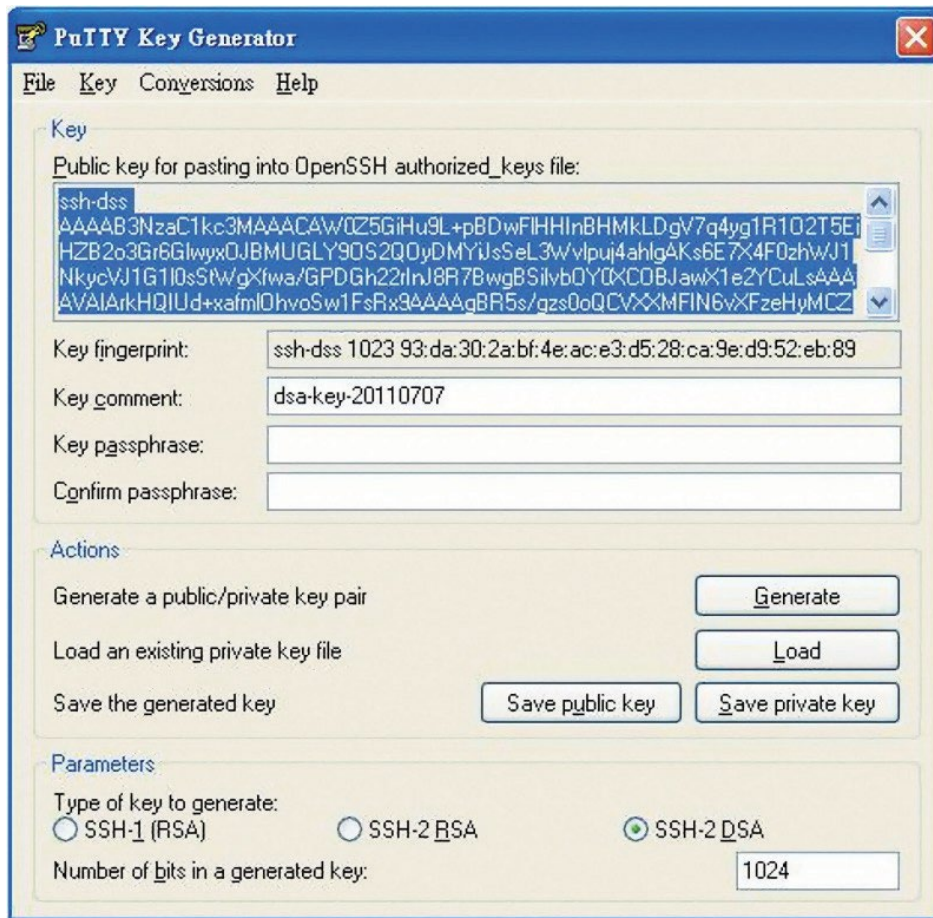 PuTTY Key Generator
File Key Conversions Help
Key
Public key for pasting into OpenSSH authorized_keys file:
ssh-dss
AAAAB3NzaC1kc3MAAACAW0Z5GiHu9L+pBDwFlHHInBHMkLDgV7q4yg1R1O2T5Ei
HZB2o3Gr6GlwyxOJBMUGLY9OS2QOyDMYiJsSeL3Wvlpuj4ahlgAKs6E7X4F0zhWJ1
NkycVJ1G1I0sStWgXfwa/GPDGh22rInJ8R7BwgBSilvbOY0XCOBJawX1e2YCuLsAAA
AVAIArkHQIUd+xafmlOhvoSw1FsRx9AAAAgBR5s/gzs0oQCVXXMFIN6vXFzeHyMCZ
Key fingerprint: ssh-dss 1023 93:da:30:2a:bf:4e:ac:e3:d5:28:ca:9e:d9:52:eb:89
Key comment: dsa-key-20110707
Key passphrase:
Confirm passphrase:
Actions
Generate a public/private key pair Generate
Load an existing private key file Load
Save the generated key Save public key Save private key
Parameters
Type of key to generate:
SSH-1 (RSA) SSH-2 RSA SSH-2 DSA
Number of bits in a generated key: 1024